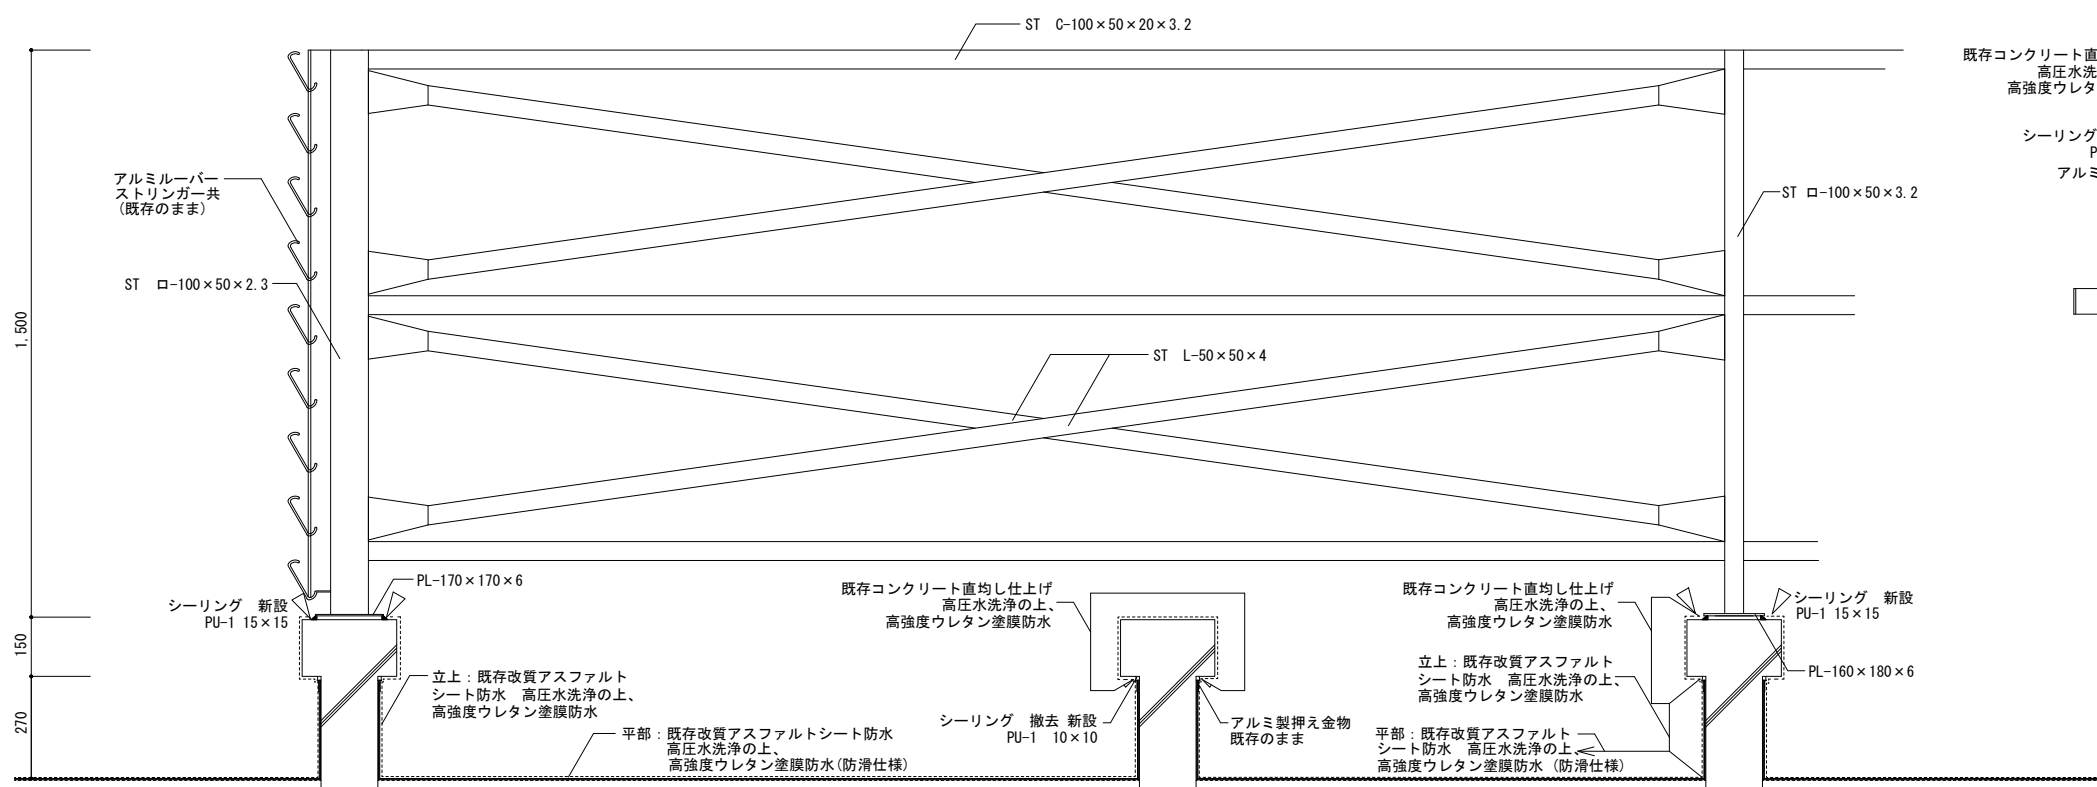 ST C-100×50×20×3.2
既存コンクリート直
高圧水洗
高強度ウレタ
シーリング
P
アルミ
アルミルーバー
ストリンガー共
(既存のまま)
ST ロ-100×50×3.2
ST ロ-100×50×2.3
1,500
ST L-50×50×4
PL-170×170×6
シーリング 新設
PU-1 15×15
既存コンクリート直均し仕上げ
高圧水洗浄の上、
高強度ウレタン塗膜防水
既存コンクリート直均し仕上げ
高圧水洗浄の上、
高強度ウレタン塗膜防水
シーリング 新設
PU-1 15×15
150
立上：既存改質アスファルト
シート防水 高圧水洗浄の上、
高強度ウレタン塗膜防水
立上：既存改質アスファルト
シート防水 高圧水洗浄の上、
高強度ウレタン塗膜防水
PL-160×180×6
270
平部：既存改質アスファルトシート防水
高圧水洗浄の上、
高強度ウレタン塗膜防水(防滑仕様)
シーリング 撤去 新設
PU-1 10×10
アルミ製押え金物
既存のまま
平部：既存改質アスファルト
シート防水 高圧水洗浄の上、
高強度ウレタン塗膜防水 (防滑仕様)